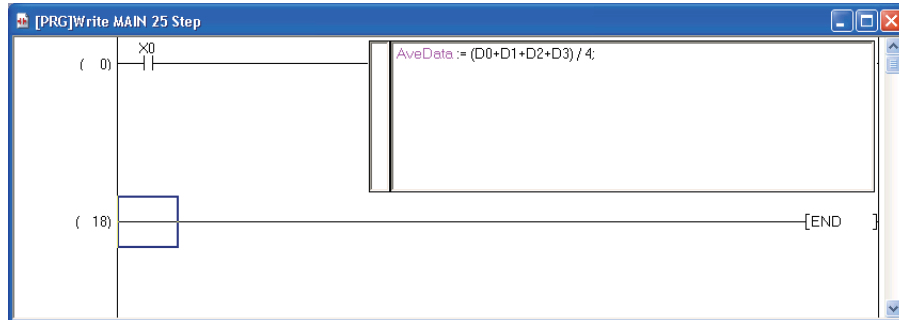 [PRG]Write MAIN 25 Step
X0
( 0)
AveData := (D0+D1+D2+D3) / 4;
( 18)
[END ]